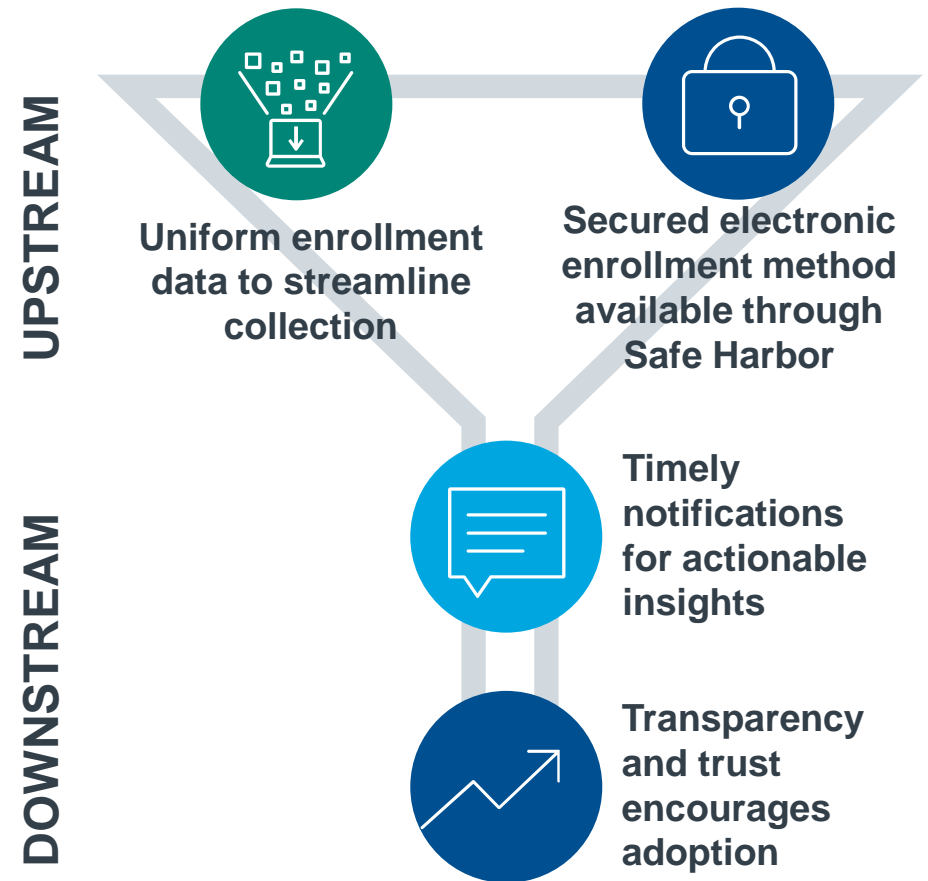 UPSTREAM
Uniform enrollment
data to streamline
collection
Secured electronic
enrollment method
available through
Safe Harbor
DOWNSTREAM
Timely
notifications
for actionable
insights
Transparency
and trust
encourages
adoption